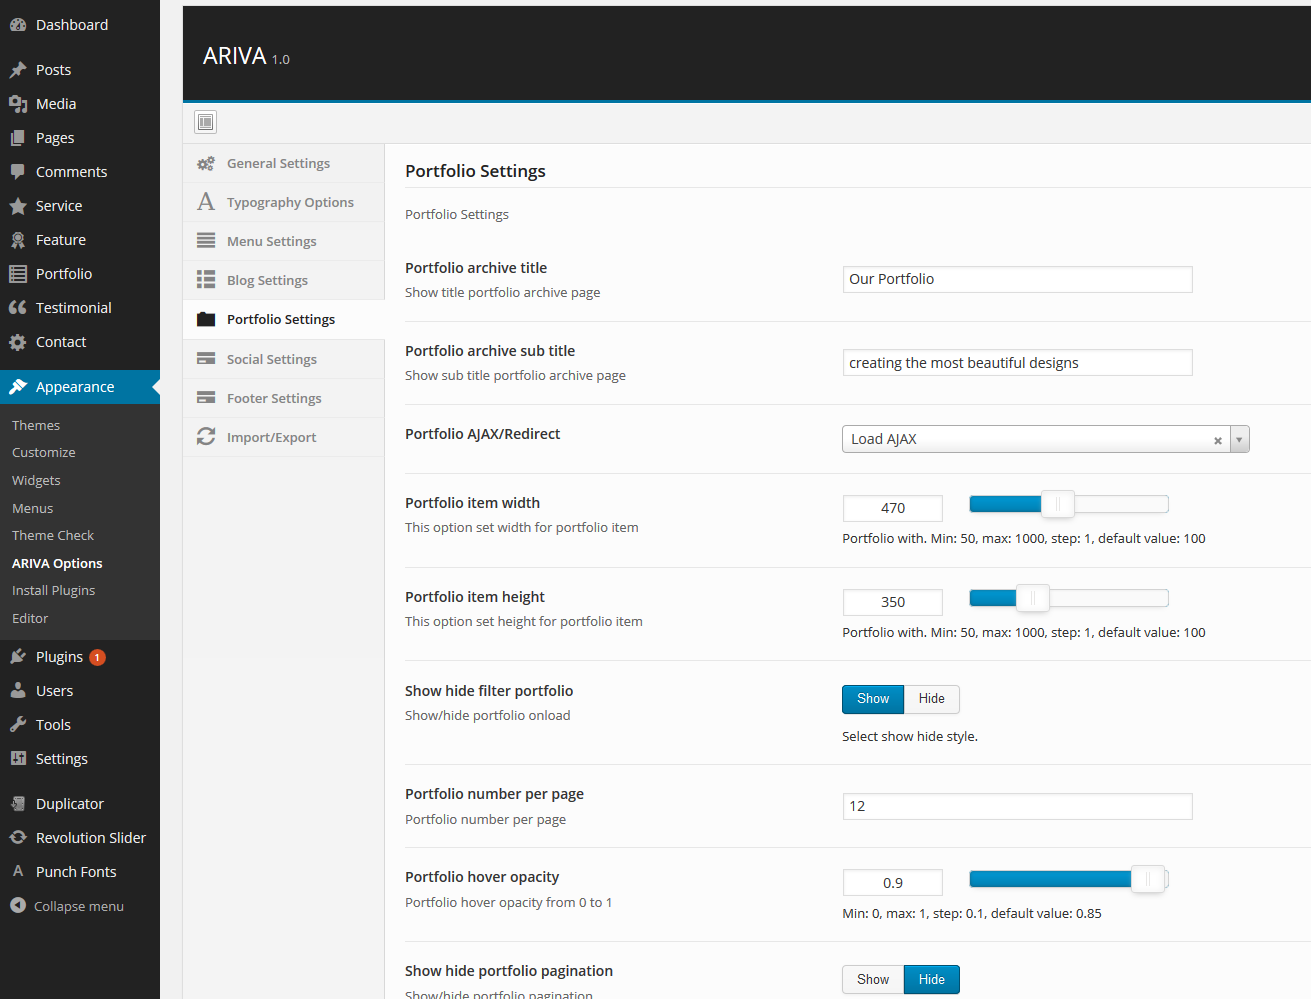 Dashboard
Posts
Media
Pages
Comments
Service
Feature
Portfolio
Testimonial
Contact
Appearance
Themes
Customize
Widgets
Menus
Theme Check
ARIVA Options
Install Plugins
Editor
Plugins 1
Users
Tools
Settings
Duplicator
Revolution Slider
Punch Fonts
Collapse menu
ARIVA 1.0
General Settings
Typography Options
Menu Settings
Blog Settings
Portfolio Settings
Social Settings
Footer Settings
Import/Export
Portfolio Settings
Portfolio Settings
Portfolio archive title
Show title portfolio archive page
Our Portfolio
Portfolio archive sub title
Show sub title portfolio archive page
creating the most beautiful designs
Portfolio AJAX/Redirect
Load AJAX
Portfolio item width
This option set width for portfolio item
470
Portfolio with. Min: 50, max: 1000, step: 1, default value: 100
Portfolio item height
This option set height for portfolio item
350
Portfolio with. Min: 50, max: 1000, step: 1, default value: 100
Show hide filter portfolio
Show/hide portfolio onload
Show Hide
Select show hide style.
Portfolio number per page
Portfolio number per page
12
Portfolio hover opacity
Portfolio hover opacity from 0 to 1
0.9
Min: 0, max: 1, step: 0.1, default value: 0.85
Show hide portfolio pagination
Show/hide portfolio pagination
Show Hide